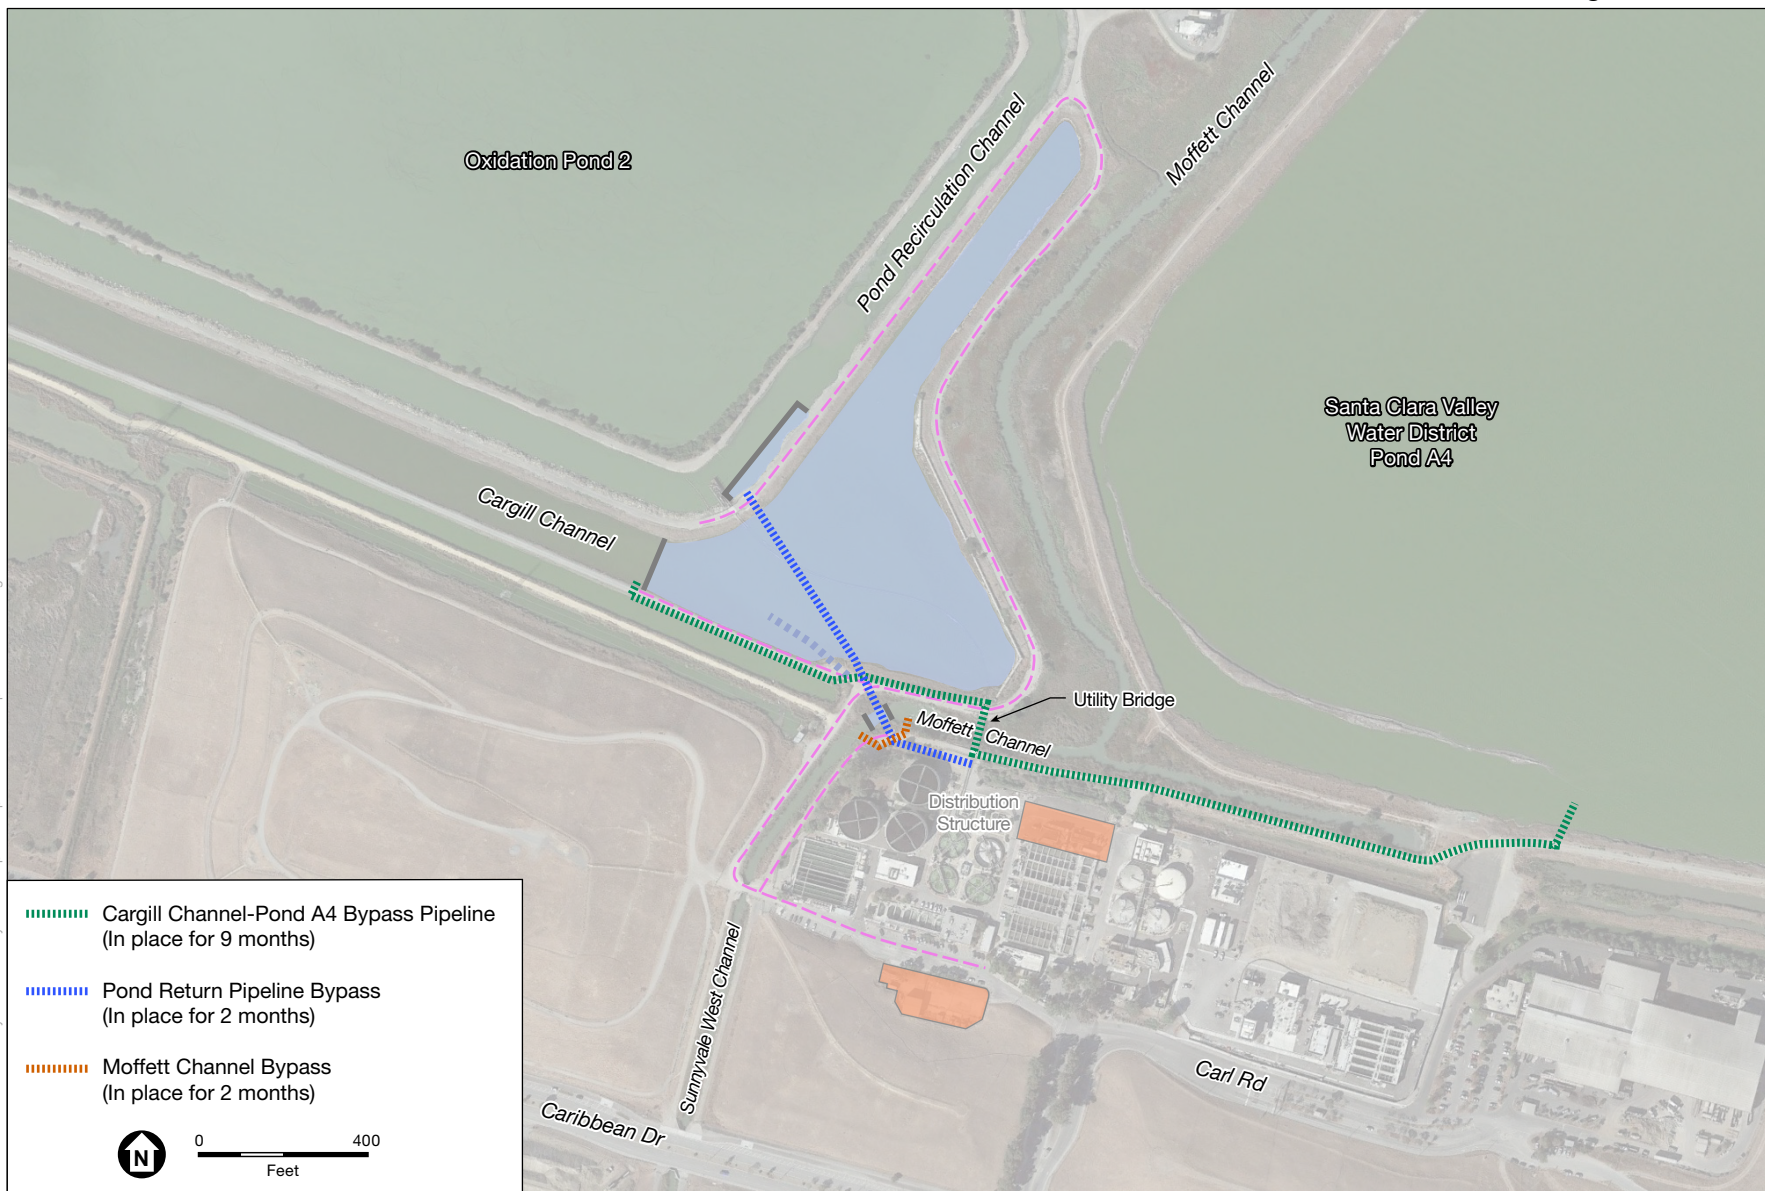 Oxidation Pond 2
Pond Recirculation Channel
Moffett Channel
Santa Clara Valley
Water District
Pond A4
Cargill Channel
Utility Bridge
Moffett Channel
Distribution
Structure
Sunnyvale West Channel
Carl Rd
Caribbean Dr
Cargill Channel-Pond A4 Bypass Pipeline
(In place for 9 months)
Pond Return Pipeline Bypass
(In place for 2 months)
Moffett Channel Bypass
(In place for 2 months)
N
0 400
Feet